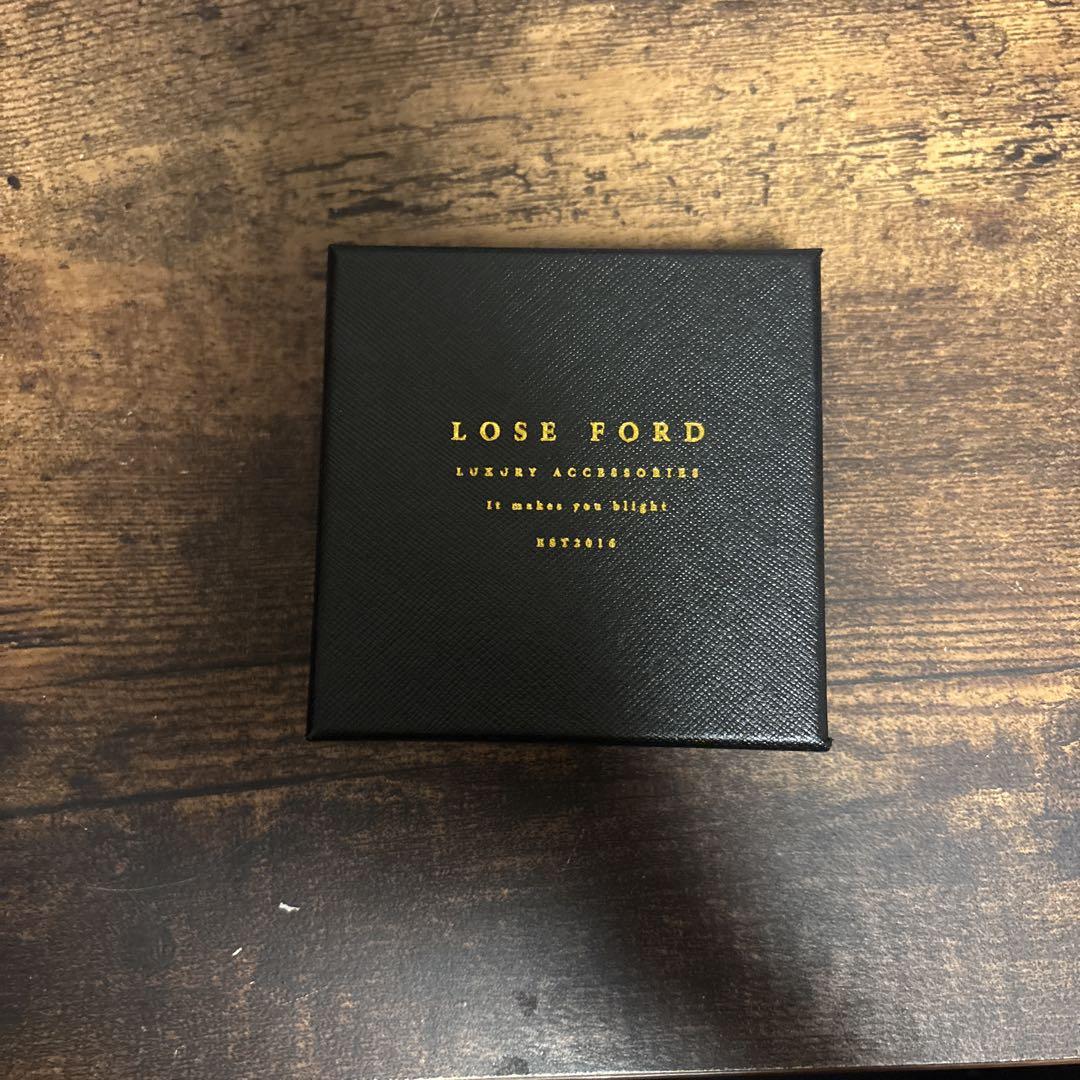 LOSE FORD
LUXURY ACCESSORIES
It makes you blight
EST2016